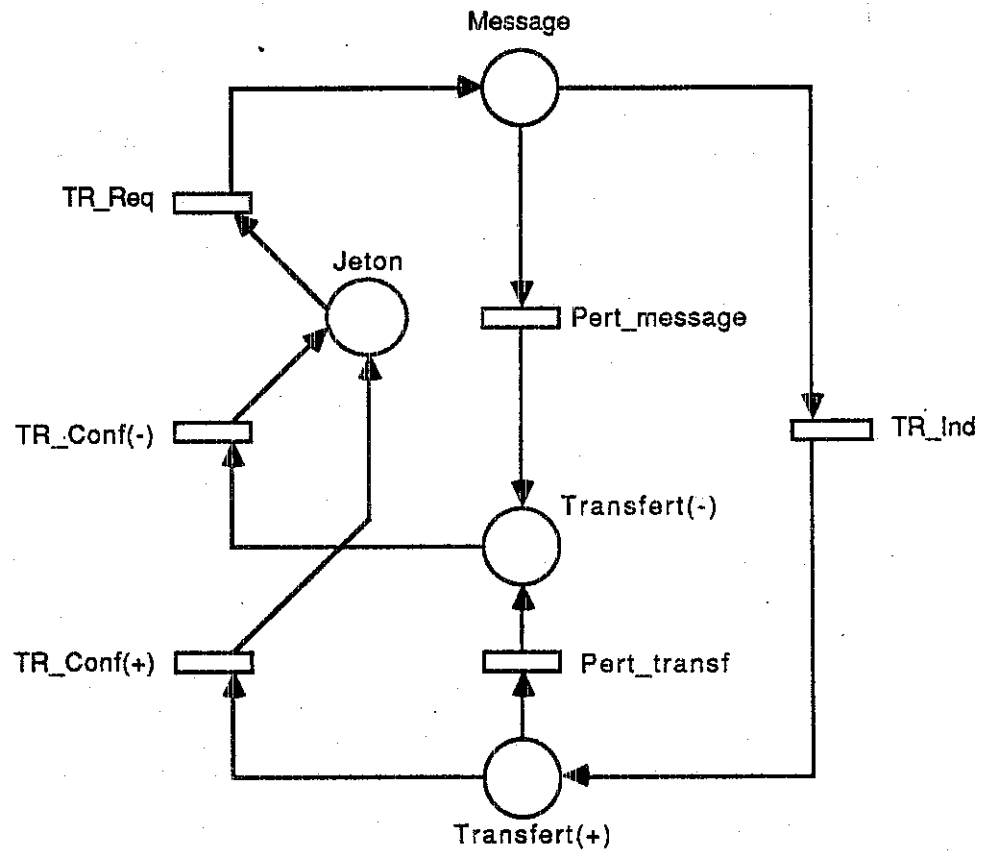 Message
TR_Req
Jeton
Pert_message
TR_Conf(-)
TR_Ind
Transfert(-)
TR_Conf(+)
Pert_transf
Transfert(+)